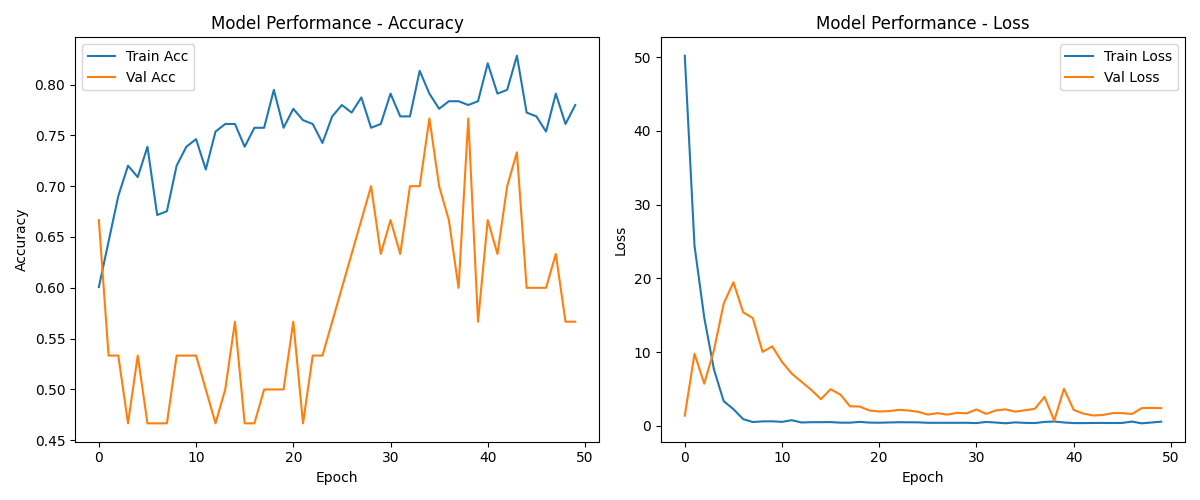 Model Performance - Accuracy
Train Acc
Val Acc
Accuracy
0.80
0.75
0.70
0.65
0.60
0.55
0.50
0.45
0 10 20 30 40 50
Epoch
Model Performance - Loss
Train Loss
Val Loss
Loss
50
40
30
20
10
0
0 10 20 30 40 50
Epoch